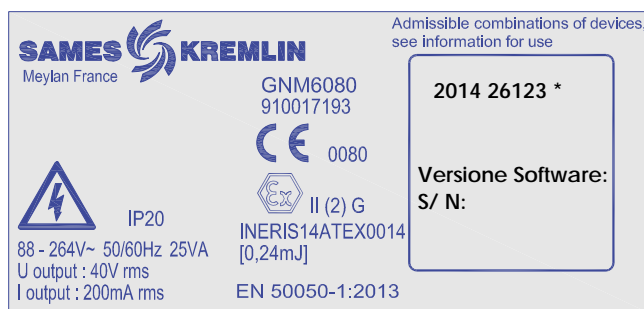 Admissible combinations of devices,
see information for use
SAMES KREMLIN
Meylan France
GNM6080
910017193
CE 0080
Ex II (2) G
INERIS14ATEX0014
[0,24mJ]
EN 50050-1:2013
IP20
88 - 264V~ 50/60Hz 25VA
U output : 40V rms
I output : 200mA rms
2014 26123 *
Versione Software:
S/ N: